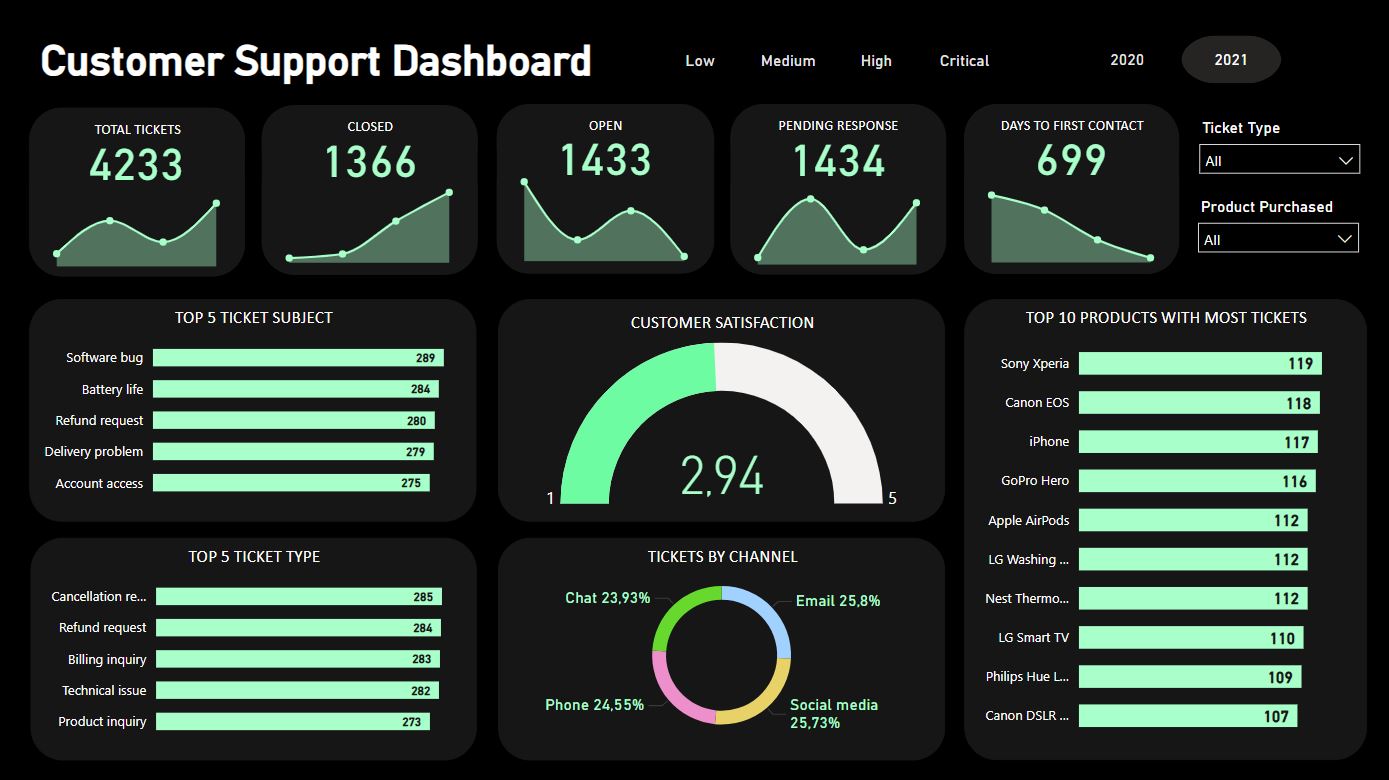 Customer Support Dashboard
Low Medium High Critical
2020 2021
TOTAL TICKETS
4233
CLOSED
1366
OPEN
1433
PENDING RESPONSE
1434
DAYS TO FIRST CONTACT
699
Ticket Type
All
Product Purchased
All
TOP 5 TICKET SUBJECT
Software bug 289
Battery life 284
Refund request 280
Delivery problem 279
Account access 275
CUSTOMER SATISFACTION
2,94
1 5
TOP 10 PRODUCTS WITH MOST TICKETS
Sony Xperia 119
Canon EOS 118
iPhone 117
GoPro Hero 116
Apple AirPods 112
LG Washing ... 112
Nest Thermo... 112
LG Smart TV 110
Philips Hue L... 109
Canon DSLR ... 107
TOP 5 TICKET TYPE
Cancellation re... 285
Refund request 284
Billing inquiry 283
Technical issue 282
Product inquiry 273
TICKETS BY CHANNEL
Chat 23,93%
Email 25,8%
Phone 24,55%
Social media
25,73%